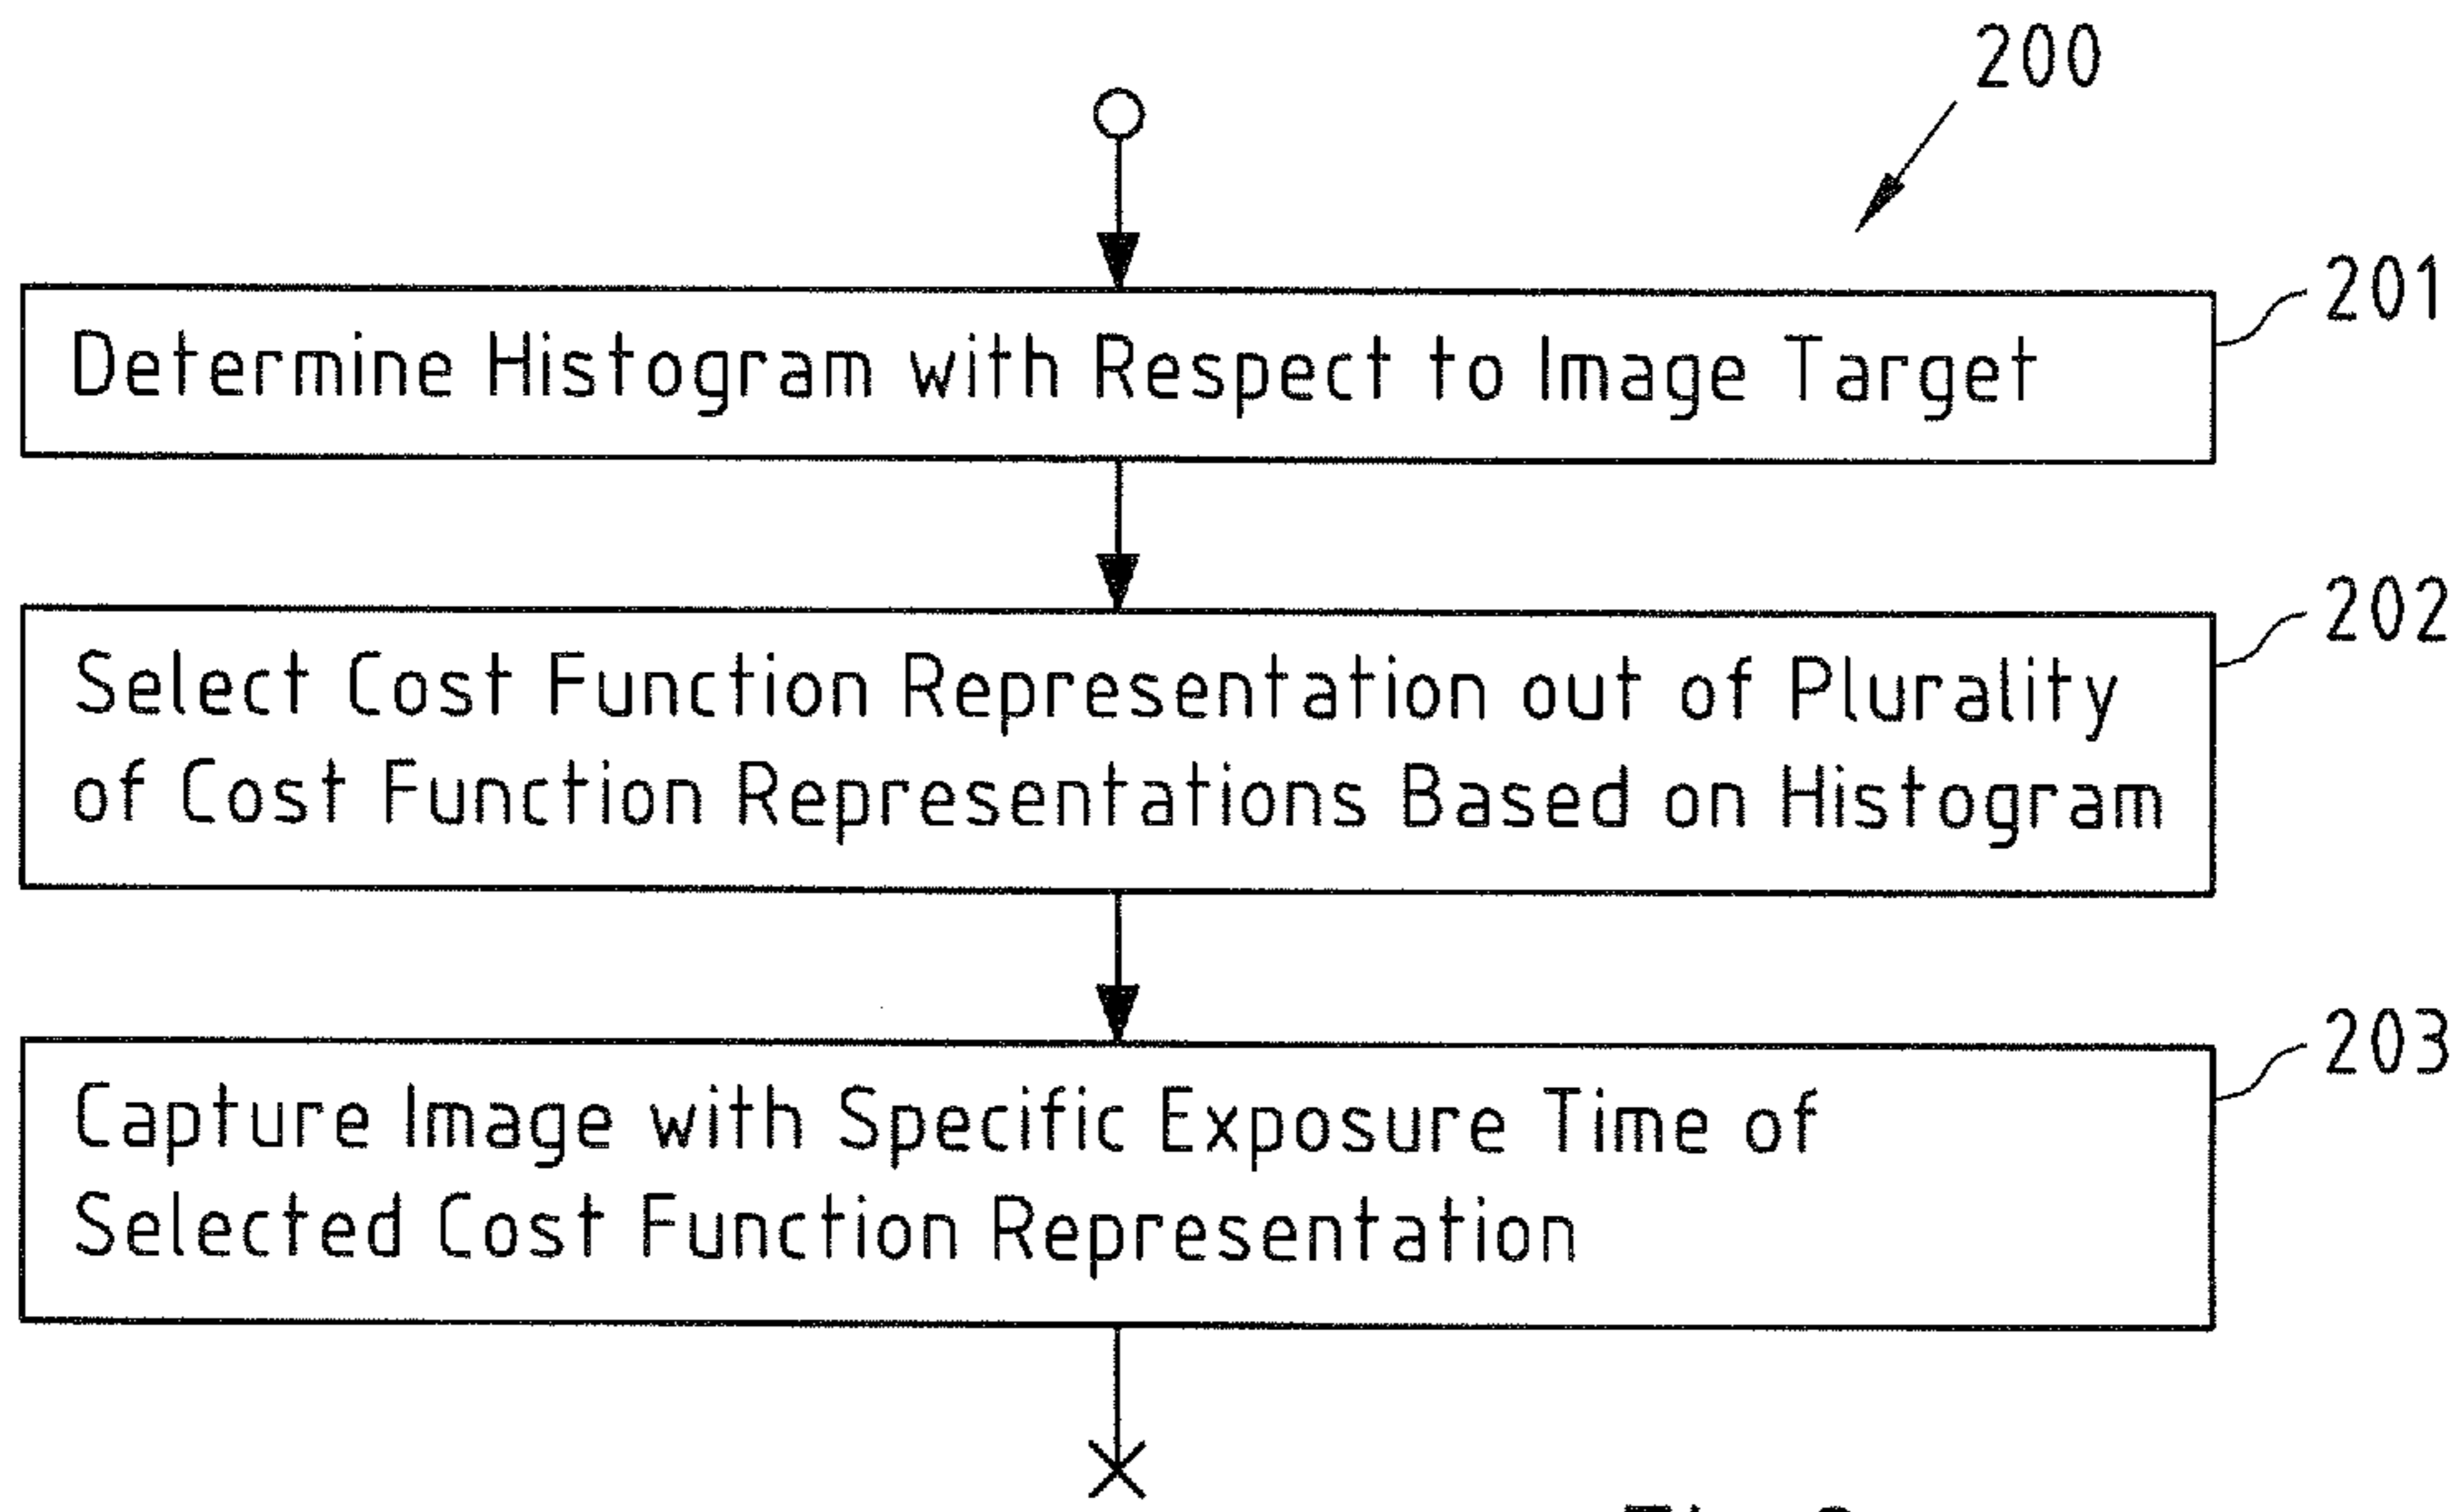 200
201
Determine Histogram with Respect to Image Target
202
Select Cost Function Representation out of Plurality
of Cost Function Representations Based on Histogram
203
Capture Image with Specific Exposure Time of
Selected Cost Function Representation